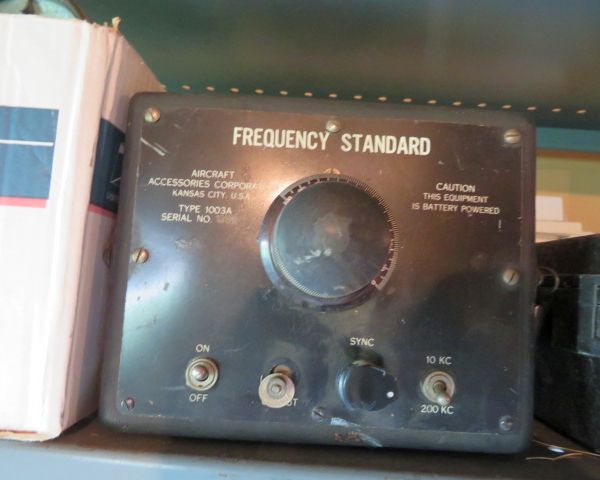 FREQUENCY STANDARD
AIRCRAFT
ACCESSORIES
KANSAS CITY. U.S.A
TYPE 1003A
SERIAL NO.
CAUTION
THIS EQUIPMENT
IS BATTERY POWERED
ON
OFF
SYNC
10 KC
200 KC